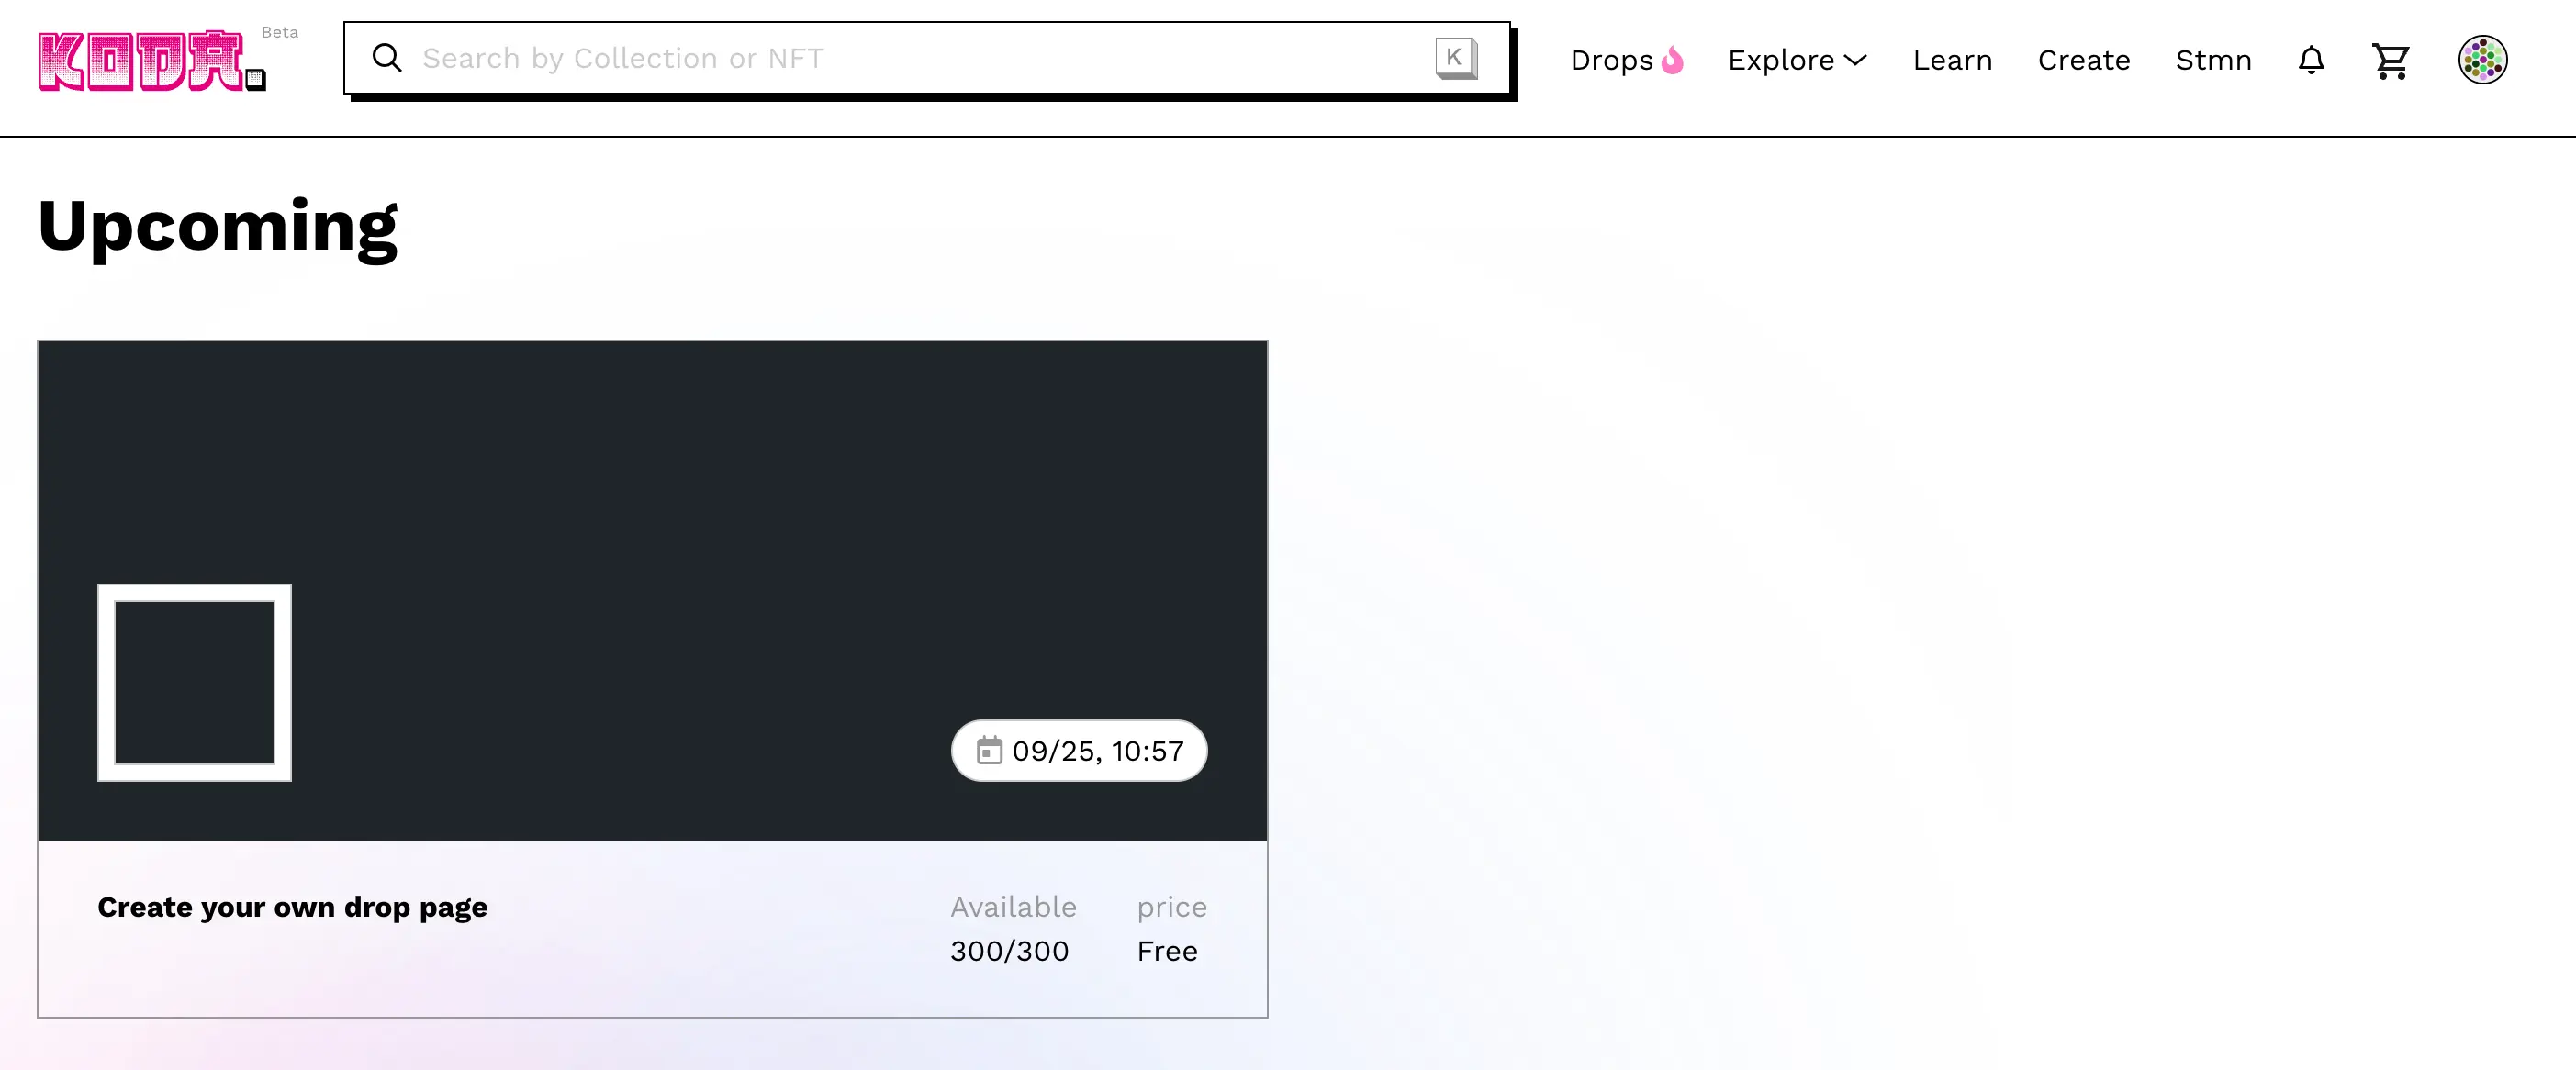 KODA.
Beta
Search by Collection or NFT
K
Drops
Explore
Learn
Create
Stmn
Upcoming
09/25, 10:57
Create your own drop page
Available
price
300/300
Free